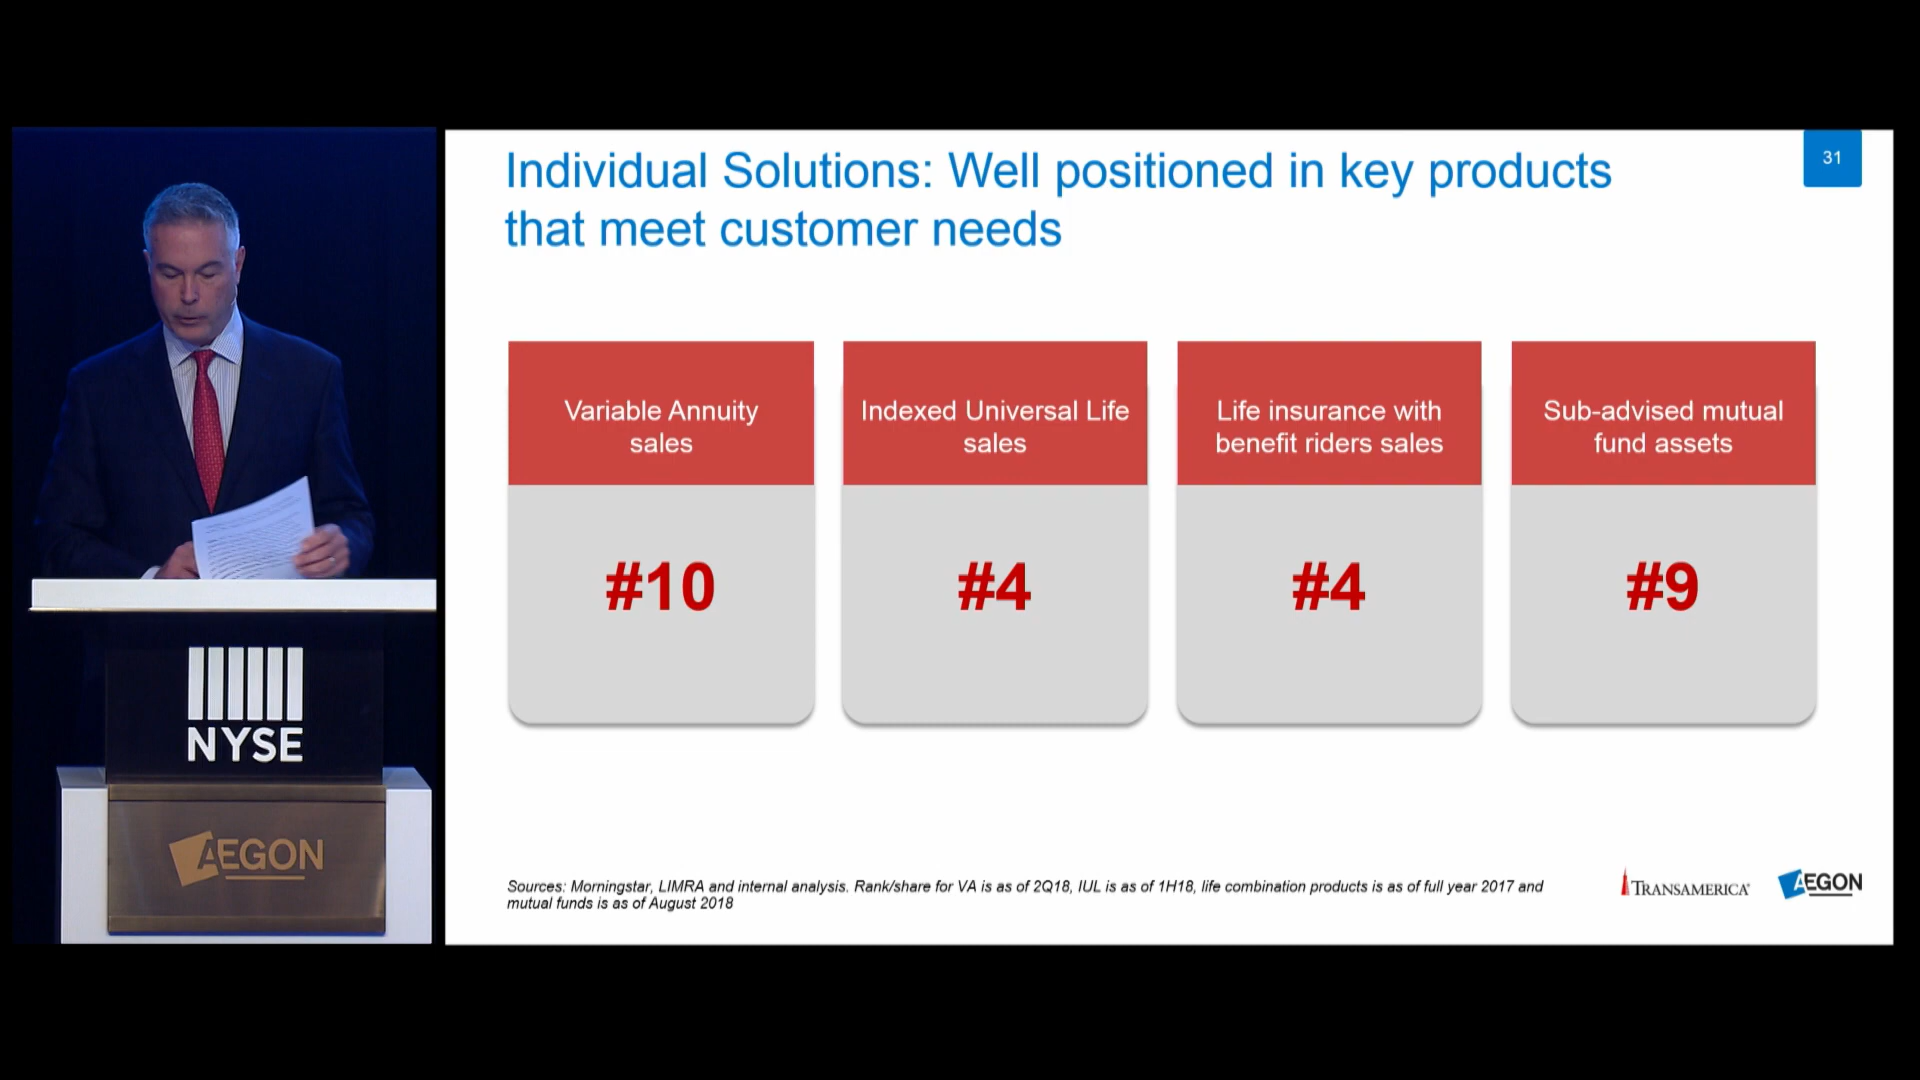 Individual Solutions: Well positioned in key products
that meet customer needs
31
Variable Annuity
sales
#10
Indexed Universal Life
sales
#4
Life insurance with
benefit riders sales
#4
Sub-advised mutual
fund assets
#9
Sources: Morningstar, LIMRA and internal analysis. Rank/share for VA is as of 2Q18, IUL is as of 1H18, life combination products is as of full year 2017 and
mutual funds is as of August 2018
TRANSAMERICA®
AEGON
NYSE
AEGON